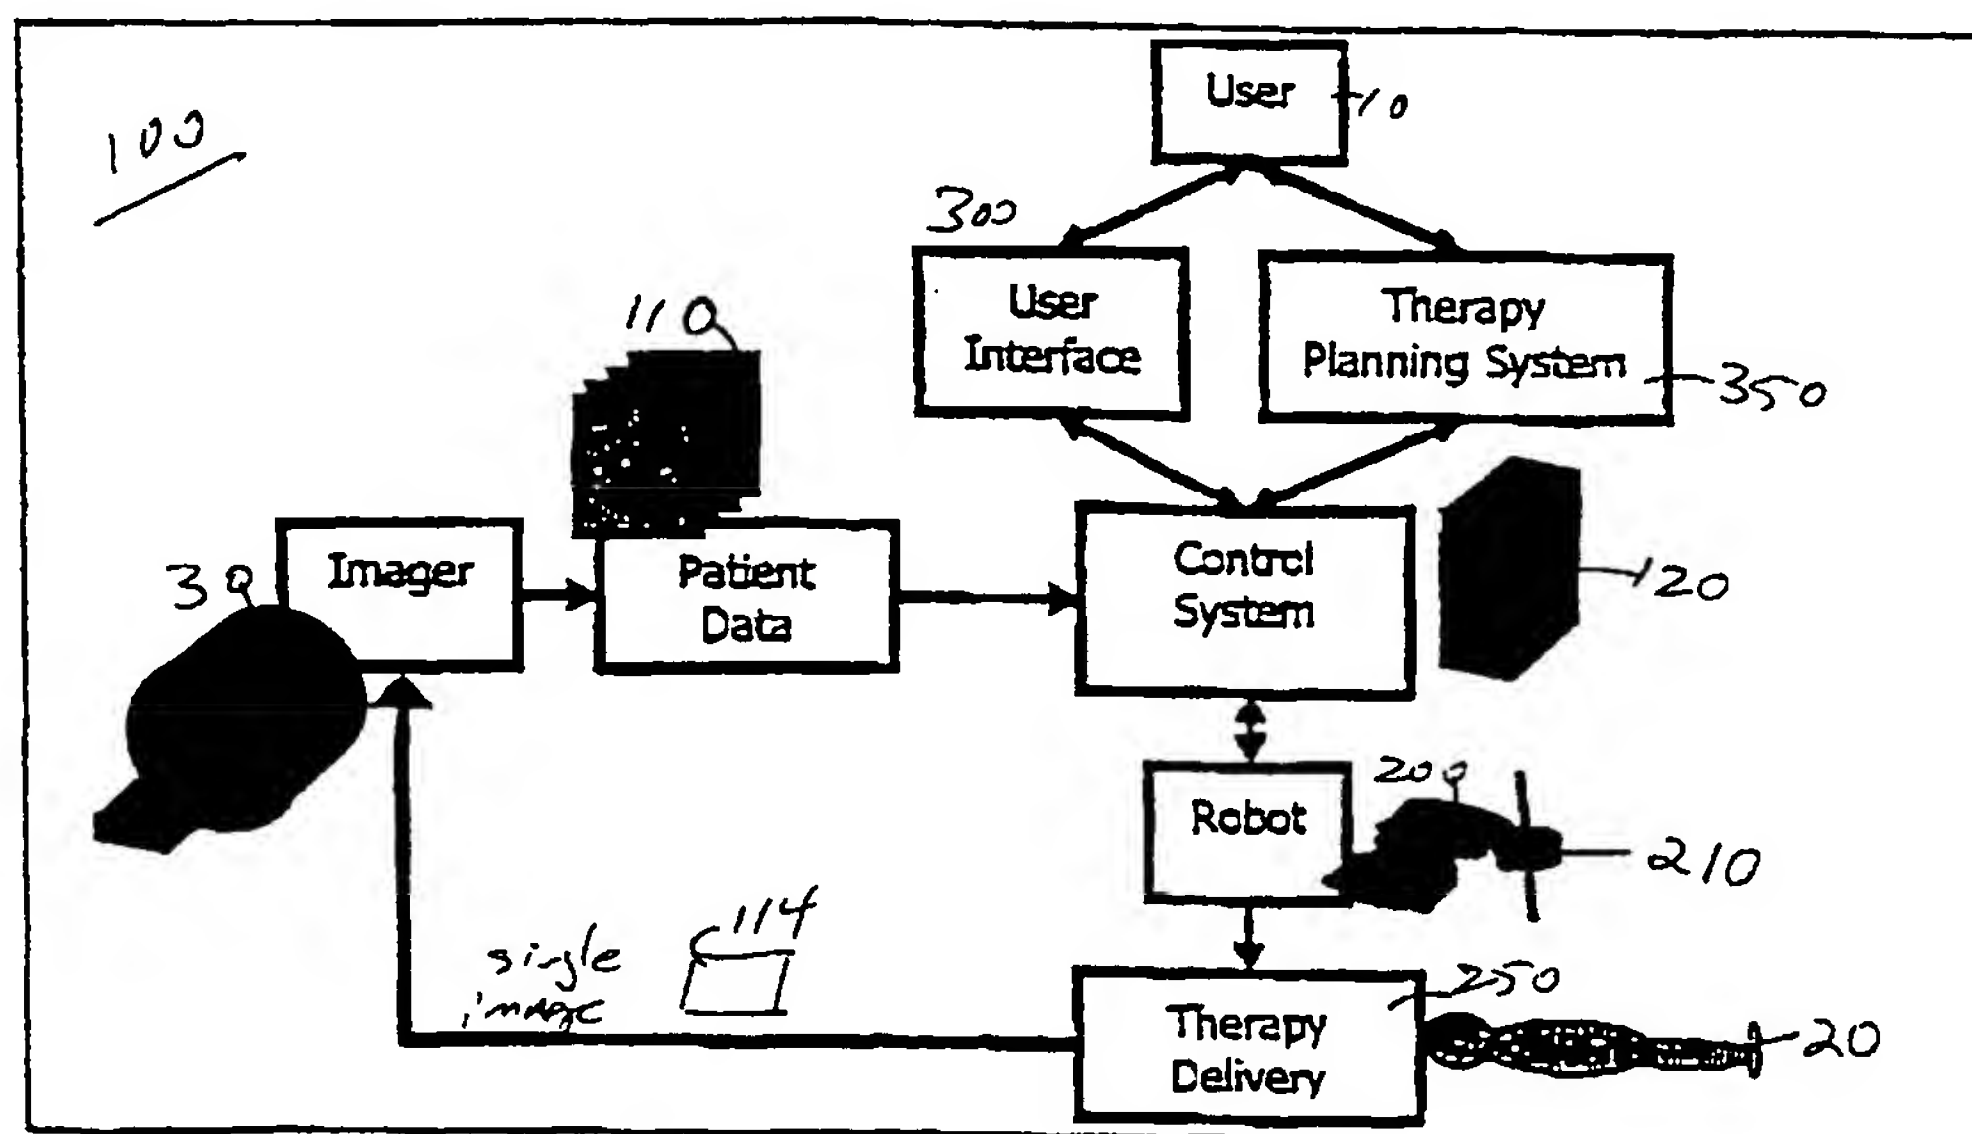 100
User
10
300
User
Interface
Therapy
Planning System
350
110
Imager
30
Patient
Data
Control
System
120
Robot
200
210
single
image
114
Therapy
Delivery
250
20